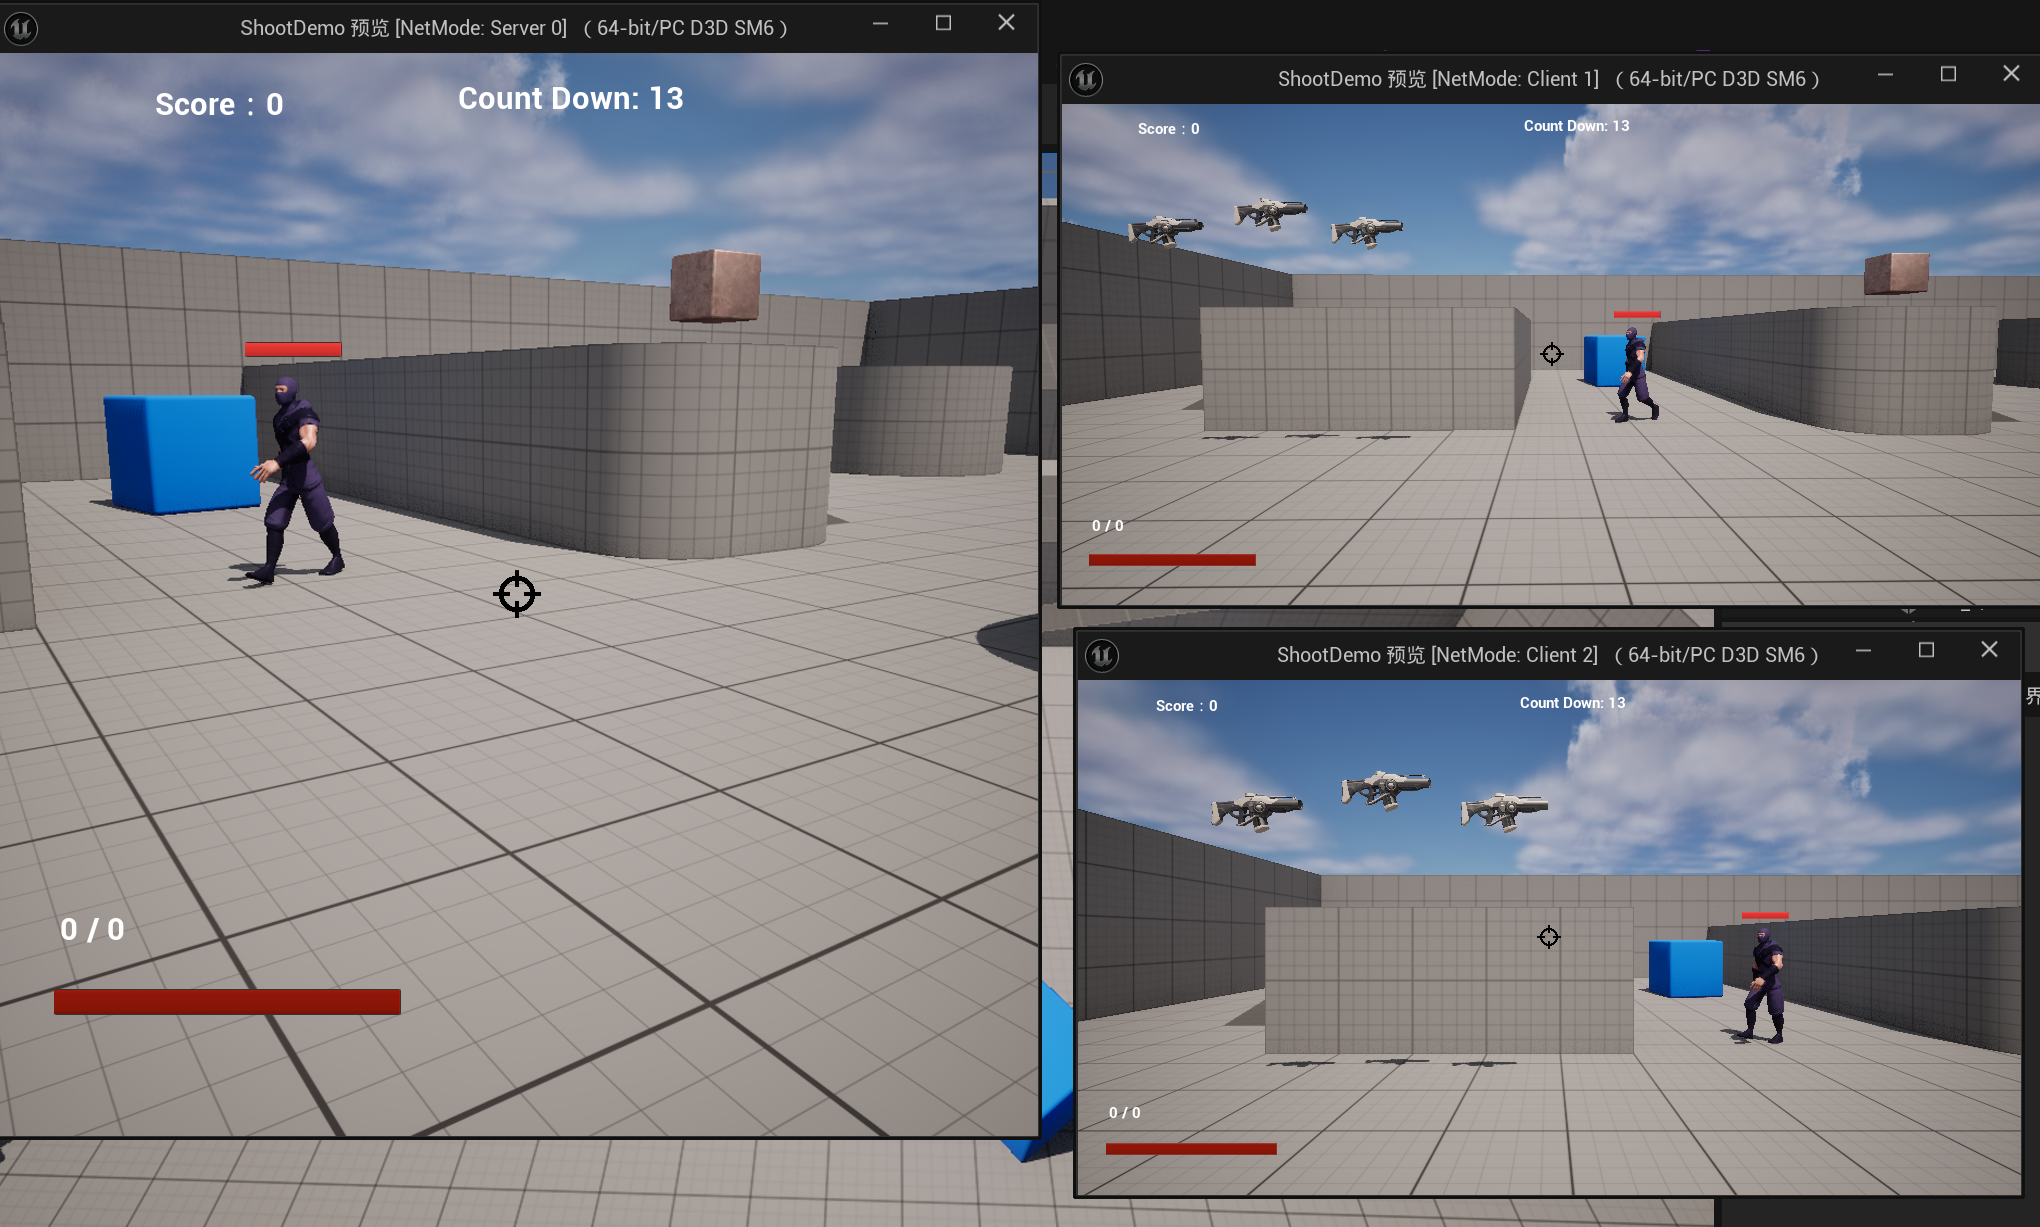 ShootDemo 预览 [NetMode: Server 0] （64-bit/PC D3D SM6）
Score : 0
Count Down: 13
0 / 0
ShootDemo 预览 [NetMode: Client 1] （64-bit/PC D3D SM6）
Score : 0
Count Down: 13
0 / 0
ShootDemo 预览 [NetMode: Client 2] （64-bit/PC D3D SM6）
Score : 0
Count Down: 13
0 / 0
界